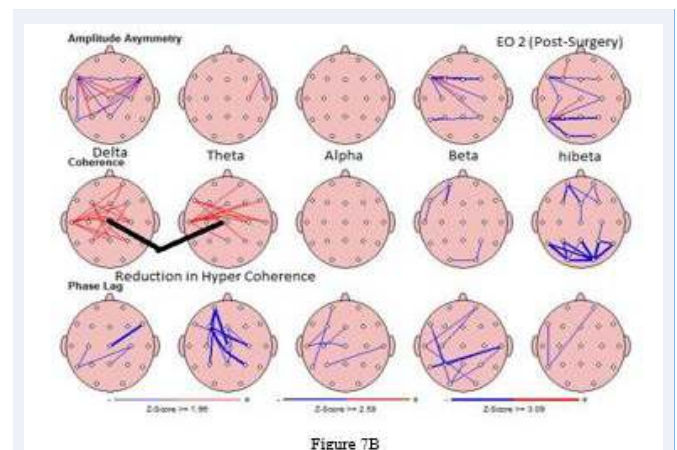 Amplitude Asymmetry
EO 2 (Post-Surgery)
Delta
Theta
Alpha
Beta
hibeta
Coherence
Reduction in Hyper Coherence
Phase Lag
Z-Score >= 1.96
Z-Score >= 2.58
Z-Score >= 3.09
Figure 7B